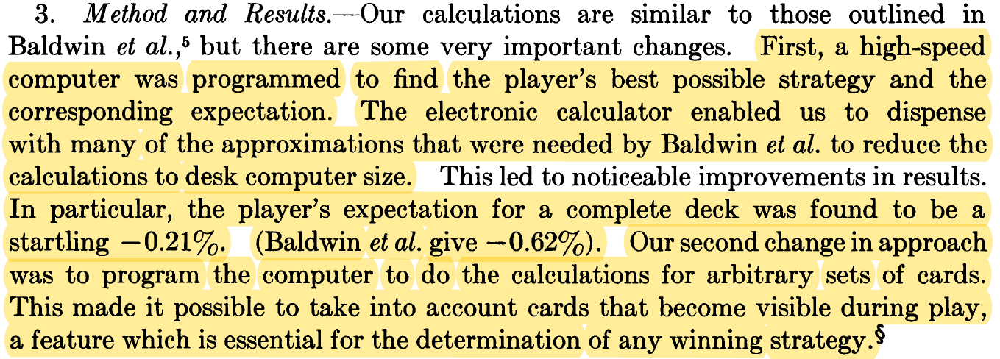 3. Method and Results.—Our calculations are similar to those outlined in
Baldwin et al.,⁵ but there are some very important changes. First, a high-speed
computer was programmed to find the player's best possible strategy and the
corresponding expectation. The electronic calculator enabled us to dispense
with many of the approximations that were needed by Baldwin et al. to reduce the
calculations to desk computer size. This led to noticeable improvements in results.
In particular, the player's expectation for a complete deck was found to be a
startling −0.21%. (Baldwin et al. give −0.62%). Our second change in approach
was to program the computer to do the calculations for arbitrary sets of cards.
This made it possible to take into account cards that become visible during play,
a feature which is essential for the determination of any winning strategy.§